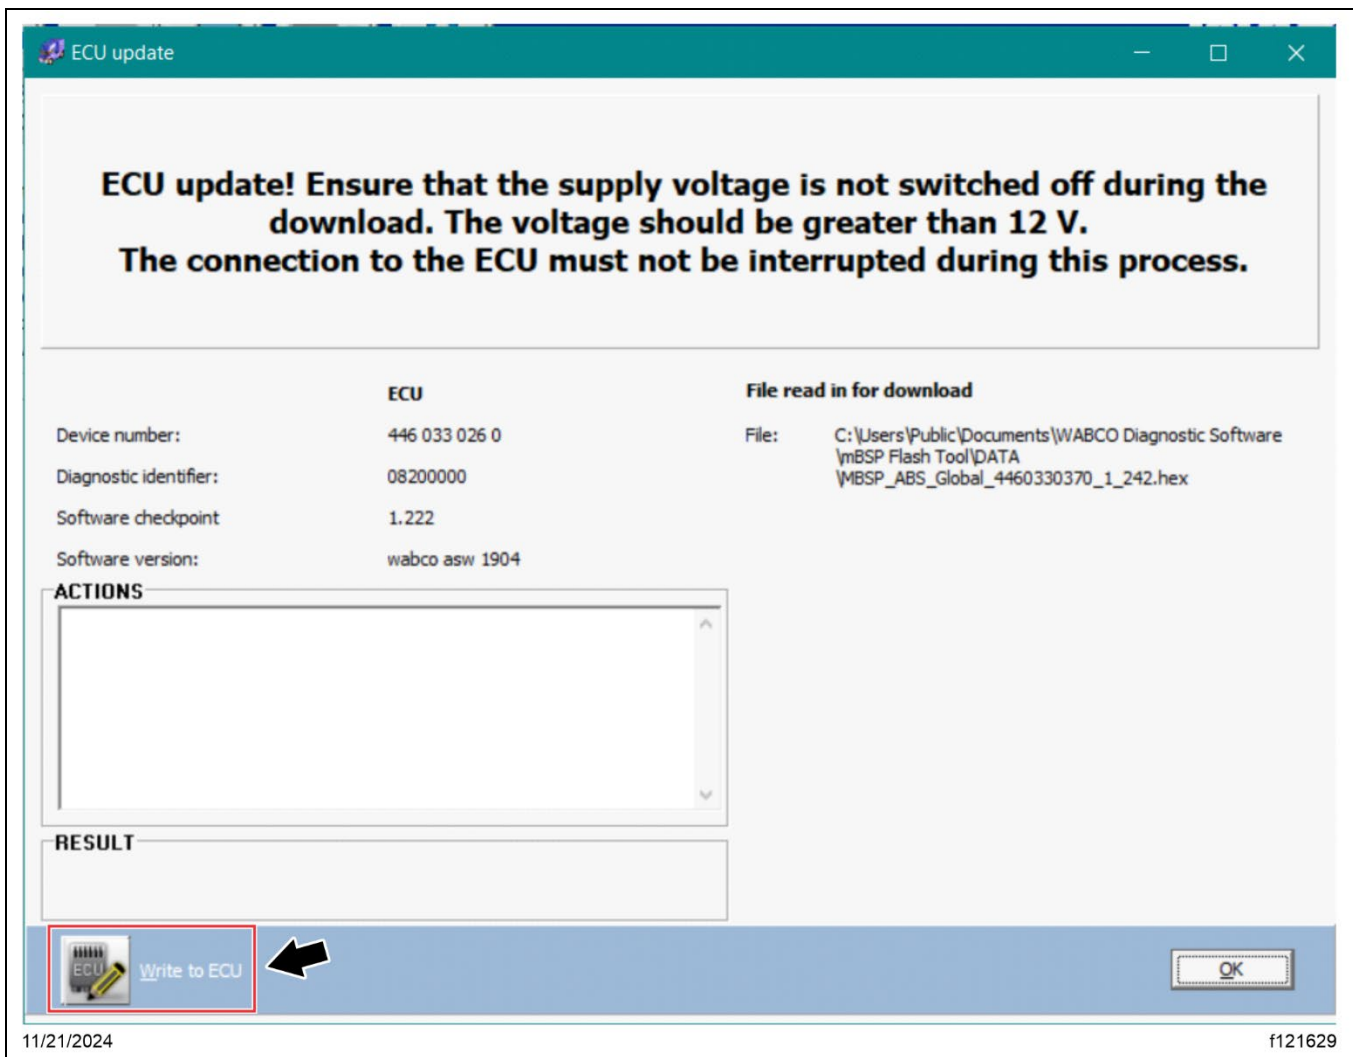 ECU update
ECU update! Ensure that the supply voltage is not switched off during the
download. The voltage should be greater than 12 V.
The connection to the ECU must not be interrupted during this process.
ECU
File read in for download
Device number:
446 033 026 0
File:
C:\Users\Public\Documents\WABCO Diagnostic Software
\mBSP Flash Tool\DATA
\MBSP_ABS_Global_4460330370_1_242.hex
Diagnostic identifier:
08200000
Software checkpoint
1.222
Software version:
wabco asw 1904
ACTIONS
RESULT
ECU
Write to ECU
OK
11/21/2024
f121629